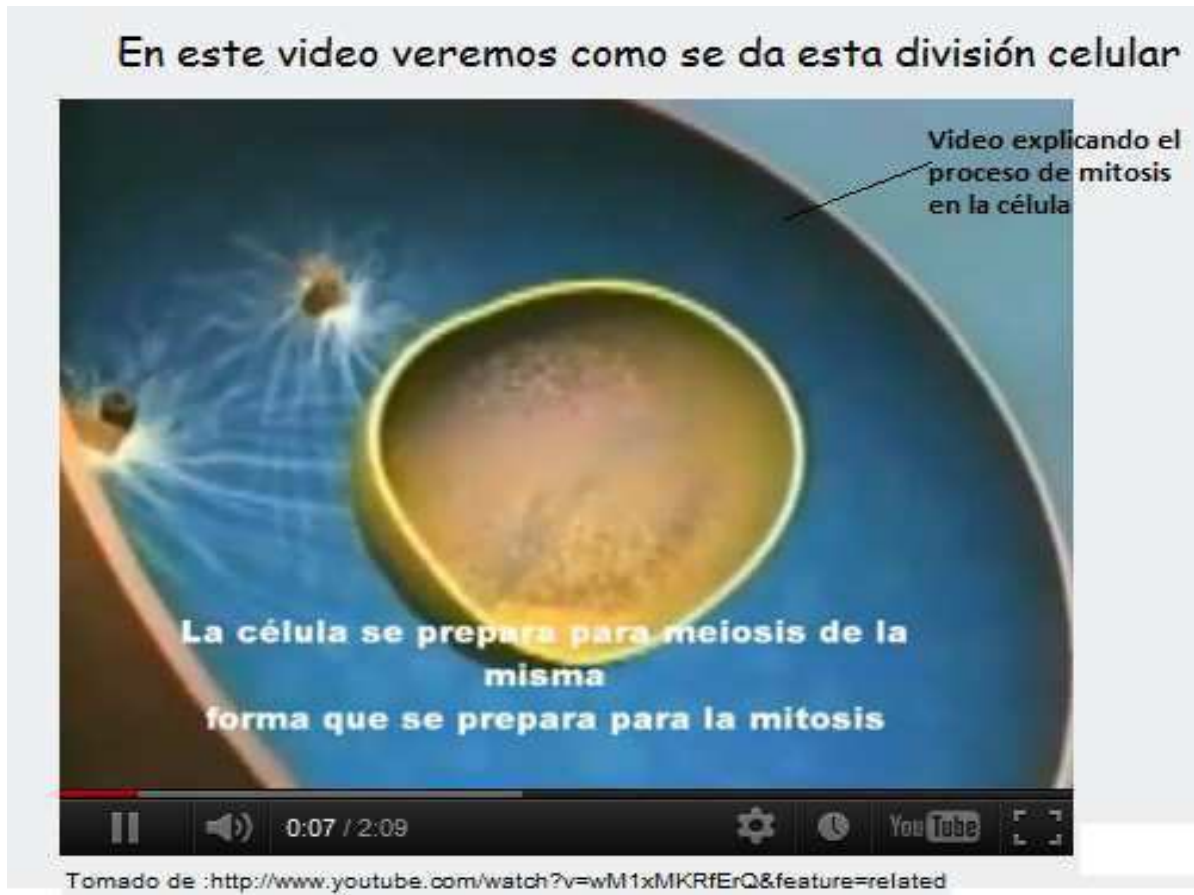 En este video veremos como se da esta división celular
Video explicando el
proceso de mitosis
en la célula
La célula se prepara para meiosis de la
misma
forma que se prepara para la mitosis
0:07 / 2:09
You Tube
Tomado de :http://www.youtube.com/watch?v=wM1xMKRfErQ&feature=related